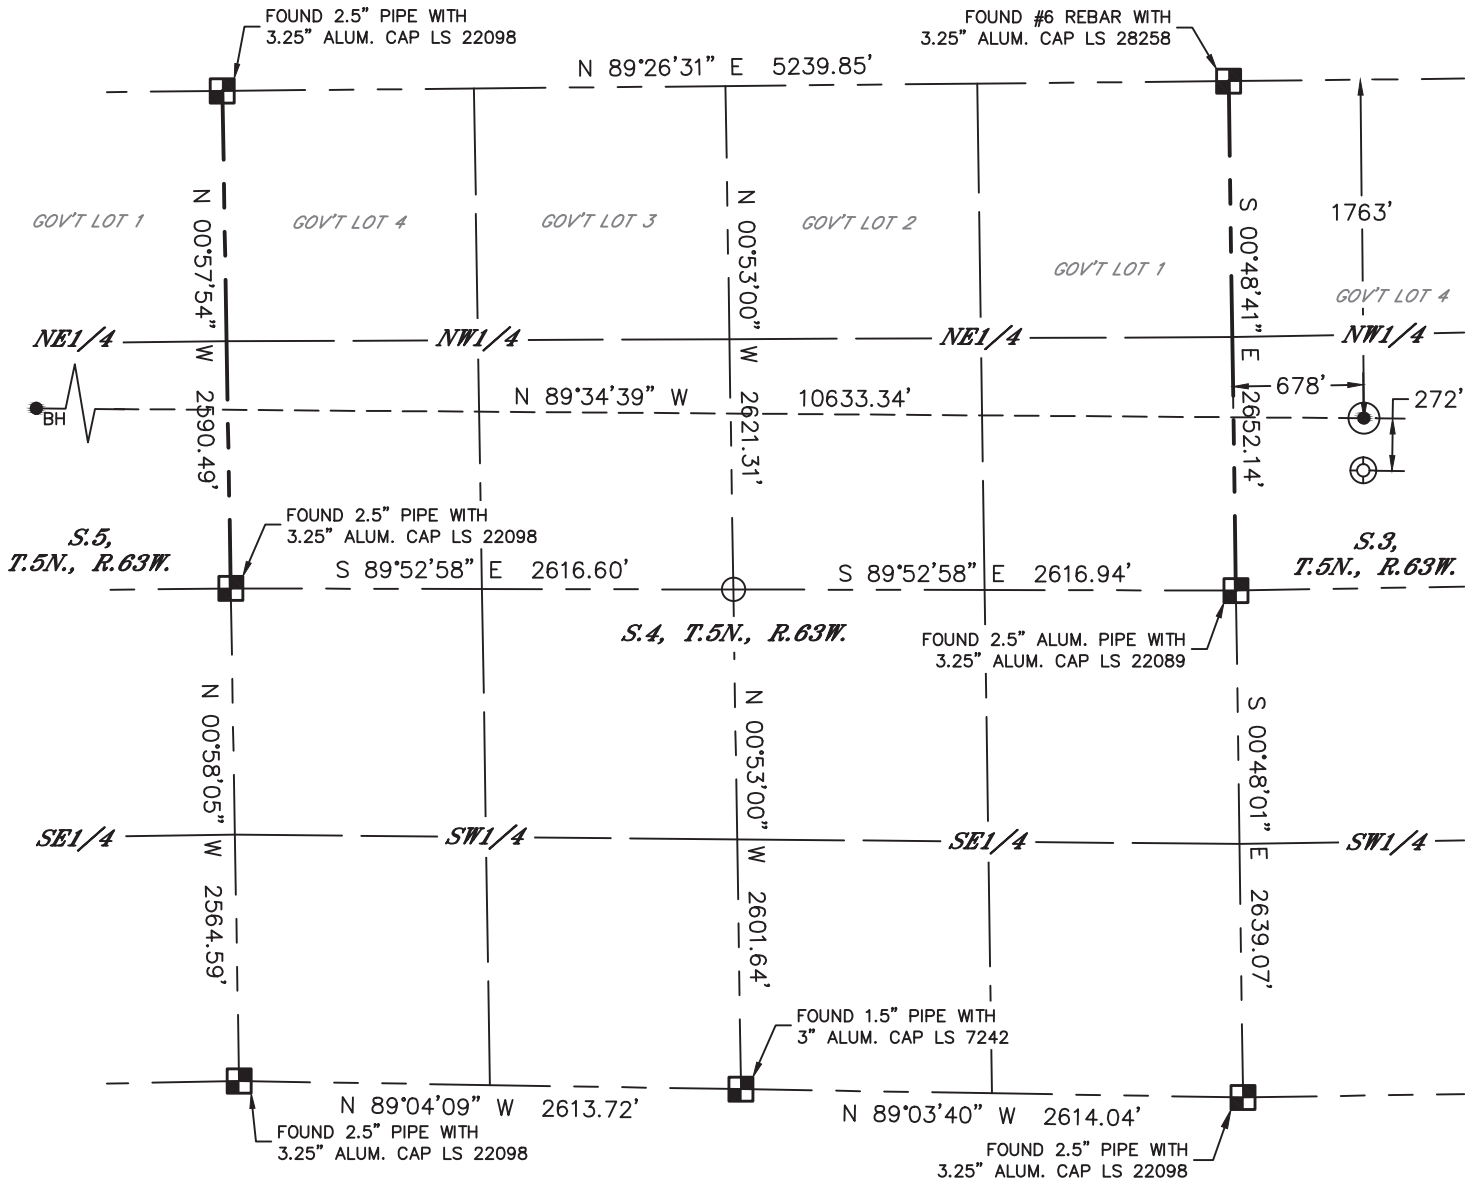 FOUND 2.5" PIPE WITH
3.25" ALUM. CAP LS 22098
FOUND #6 REBAR WITH
3.25" ALUM. CAP LS 28258
N 89°26'31" E 5239.85'
N 00°57'54" W 2590.49'
N 00°53'00" W 2621.31'
S 00°48'41" E 2652.14'
1763'
GOV'T LOT 1
GOV'T LOT 4
GOV'T LOT 3
GOV'T LOT 2
GOV'T LOT 1
GOV'T LOT 4
NE1/4
NW1/4
NE1/4
NW1/4
678'
272'
BH
N 89°34'39" W 10633.34'
FOUND 2.5" PIPE WITH
3.25" ALUM. CAP LS 22098
S.5,
T.5N., R.63W.
S 89°52'58" E 2616.60'
S 89°52'58" E 2616.94'
S.3,
T.5N., R.63W.
S.4, T.5N., R.63W.
FOUND 2.5" ALUM. PIPE WITH
3.25" ALUM. CAP LS 22089
N 00°58'05" W 2564.59'
N 00°53'00" W 2601.64'
S 00°48'01" E 2639.07'
SE1/4
SW1/4
SE1/4
SW1/4
FOUND 1.5" PIPE WITH
3" ALUM. CAP LS 7242
N 89°04'09" W 2613.72'
N 89°03'40" W 2614.04'
FOUND 2.5" PIPE WITH
3.25" ALUM. CAP LS 22098
FOUND 2.5" PIPE WITH
3.25" ALUM. CAP LS 22098